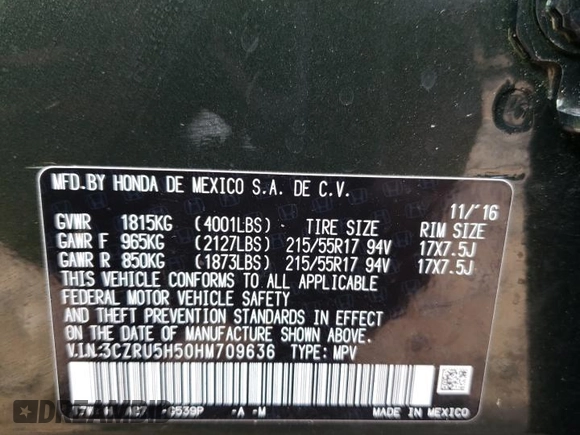 MFD.BY HONDA DE MEXICO S.A. DE C.V.
11/'16
GVWR 1815KG (4001LBS) TIRE SIZE RIM SIZE
GAWR F 965KG (2127LBS) 215/55R17 94V 17X7.5J
GAWR R 850KG (1873LBS) 215/55R17 94V 17X7.5J
THIS VEHICLE CONFORMS TO ALL APPLICABLE
FEDERAL MOTOR VEHICLE SAFETY
AND THEFT PREVENTION STANDARDS IN EFFECT ON
THE DATE OF MANUFACTURE SHOWN ABOVE.
V.I.N:3CZRU5H50HM709636 TYPE: MPV
G539P -A -M
MADE IN MEXICO